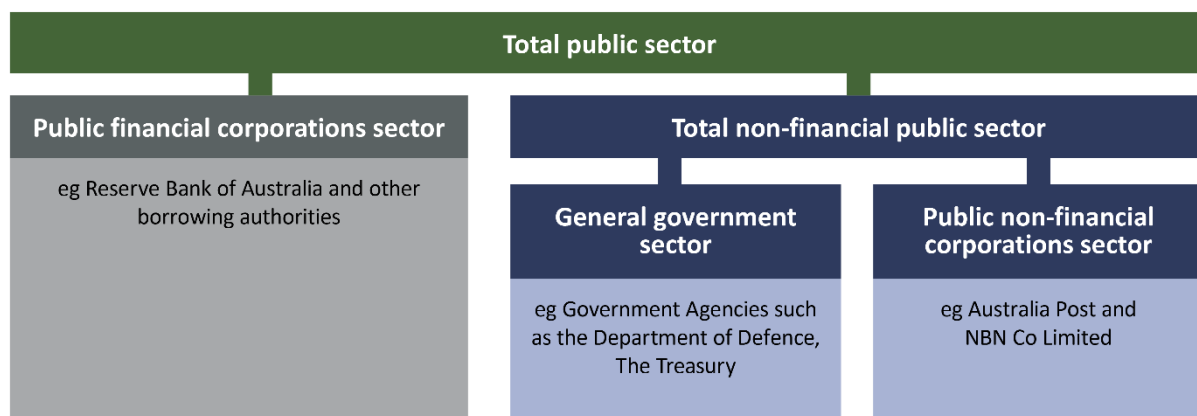 Total public sector
Public financial corporations sector
eg Reserve Bank of Australia and other
borrowing authorities
Total non-financial public sector
General government
sector
eg Government Agencies such
as the Department of Defence,
The Treasury
Public non-financial
corporations sector
eg Australia Post and
NBN Co Limited